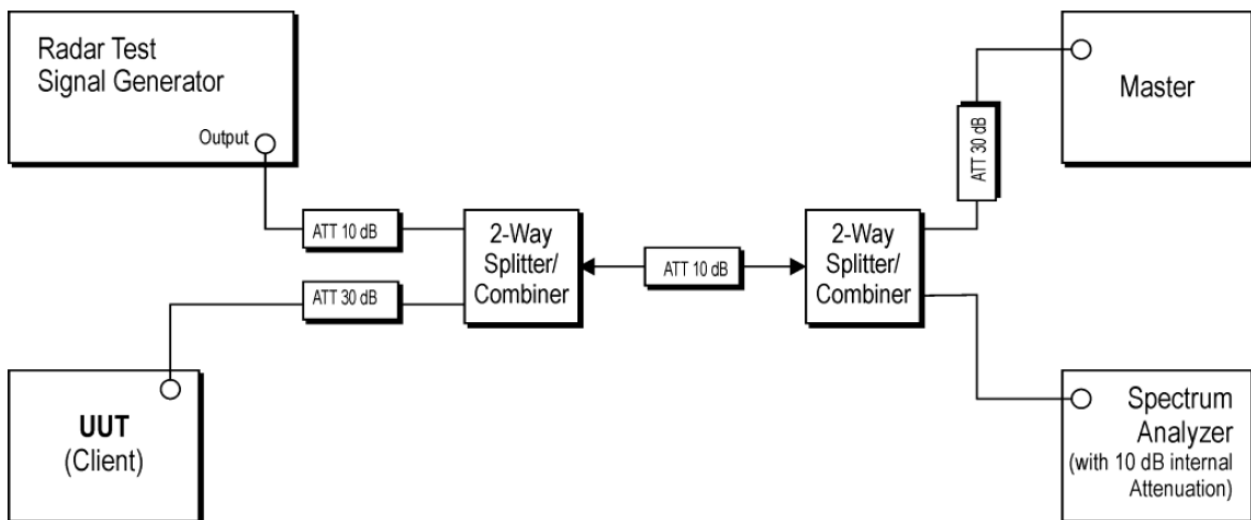 Radar Test
Signal Generator
Output
ATT 10 dB
ATT 30 dB
2-Way
Splitter/
Combiner
ATT 10 dB
2-Way
Splitter/
Combiner
ATT 30 dB
Master
UUT
(Client)
Spectrum
Analyzer
(with 10 dB internal
Attenuation)